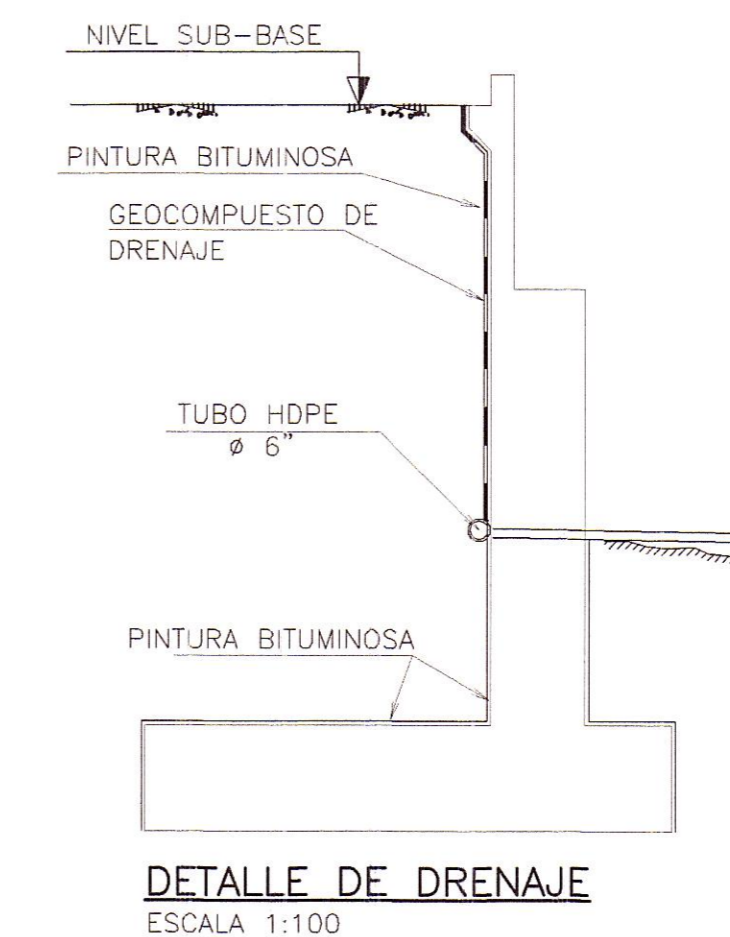 NIVEL SUB-BASE
PINTURA BITUMINOSA
GEOCOMPUESTO DE
DRENAJE
TUBO HDPE
ø 6"
PINTURA BITUMINOSA
DETALLE DE DRENAJE
ESCALA 1:100